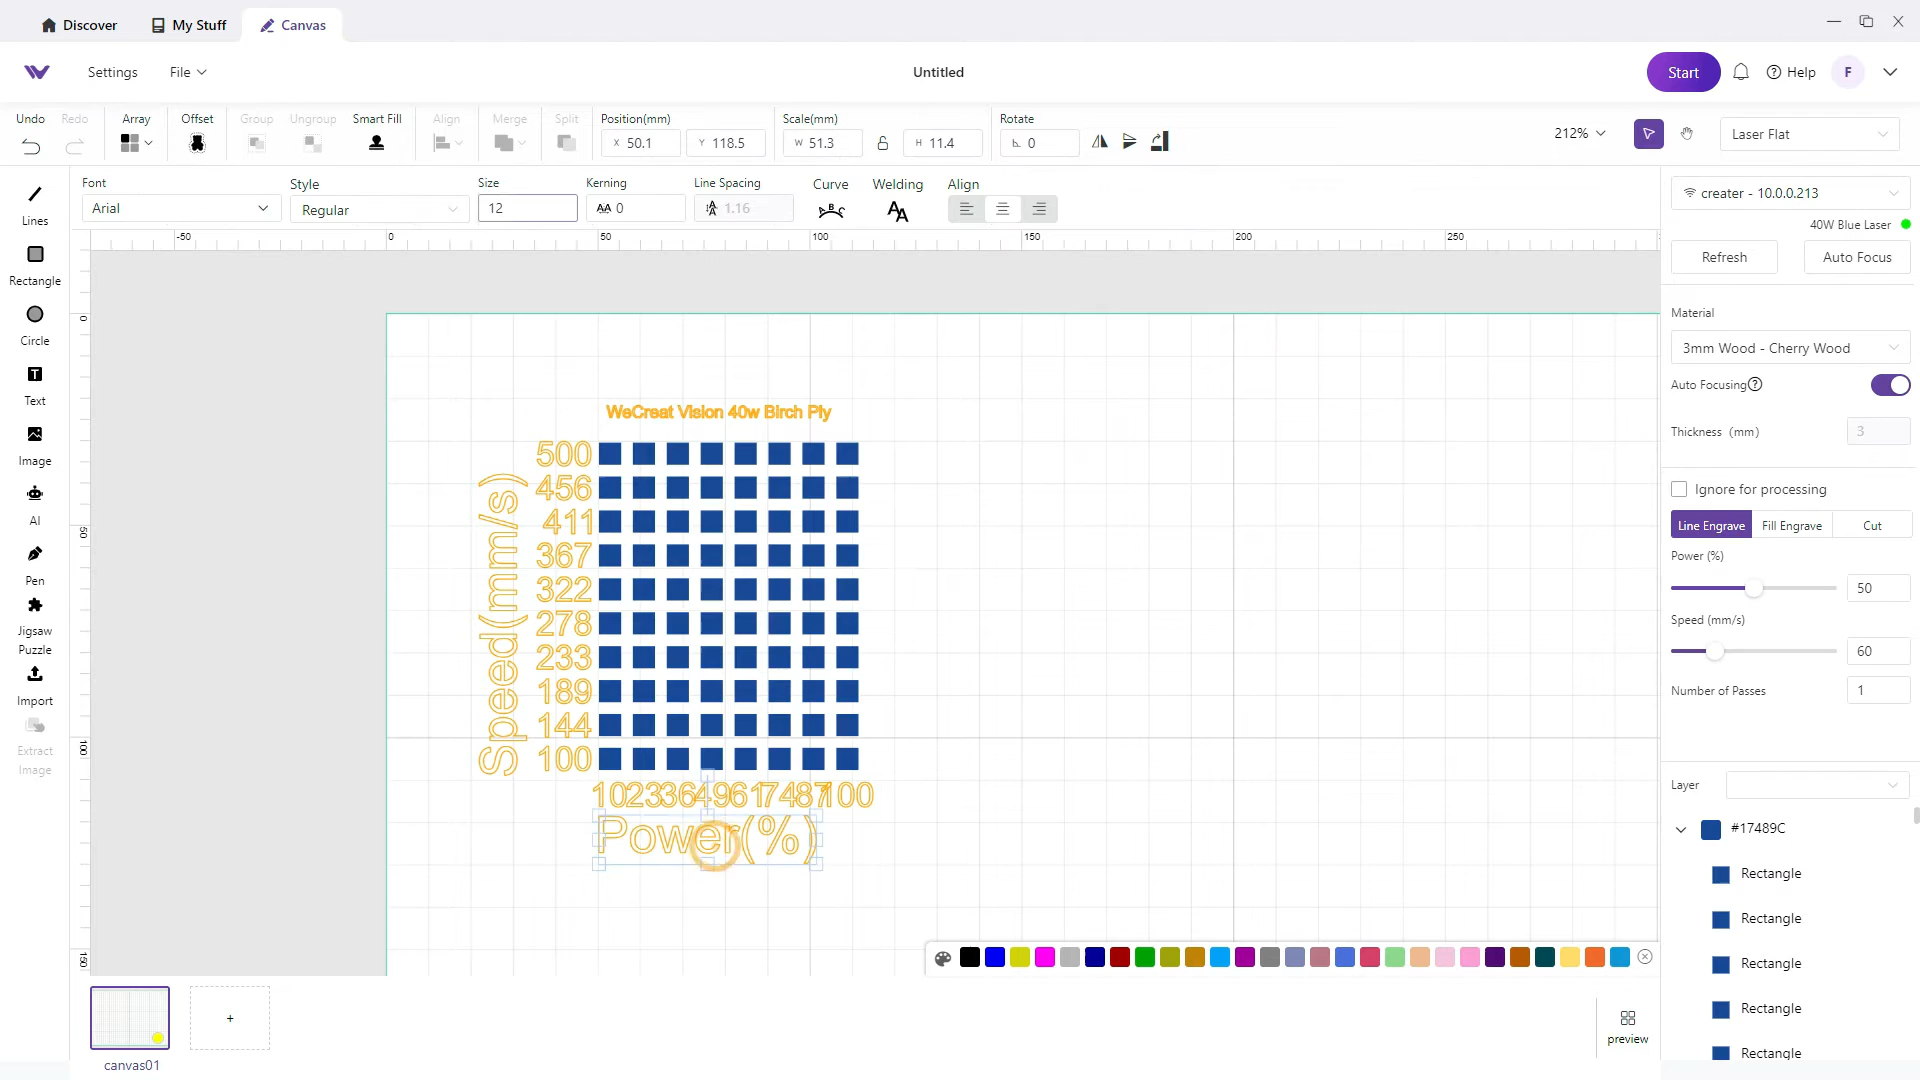 Discover My Stuff Canvas
Settings File Untitled Start Help F
Undo Redo Array Offset Group Ungroup Smart Fill Align Merge Split Position(mm) Scale(mm) Rotate
X 50.1 Y 118.5 W 51.3 H 11.4 0 212% Laser Flat
Font Style Size Kerning Line Spacing Curve Welding Align
Arial Regular 12 AA 0 A 1.16 ABC AA
-50 0 50 100 150 200 250
0
50
100
150
Lines
Rectangle
Circle
Text
Image
AI
Pen
Jigsaw
Puzzle
Import
Extract
Image
WeCreat Vision 40w Birch Ply
Speed(mm/s)
500
456
411
367
322
278
233
189
144
100
10 23 36 49 61 74 87 100
Power(%)
creater - 10.0.0.213
40W Blue Laser
Refresh Auto Focus
Material
3mm Wood - Cherry Wood
Auto Focusing ?
Thickness (mm) 3
Ignore for processing
Line Engrave Fill Engrave Cut
Power (%)
50
Speed (mm/s)
60
Number of Passes 1
Layer
#17489C
Rectangle
Rectangle
Rectangle
Rectangle
Rectangle
+
canvas01
preview